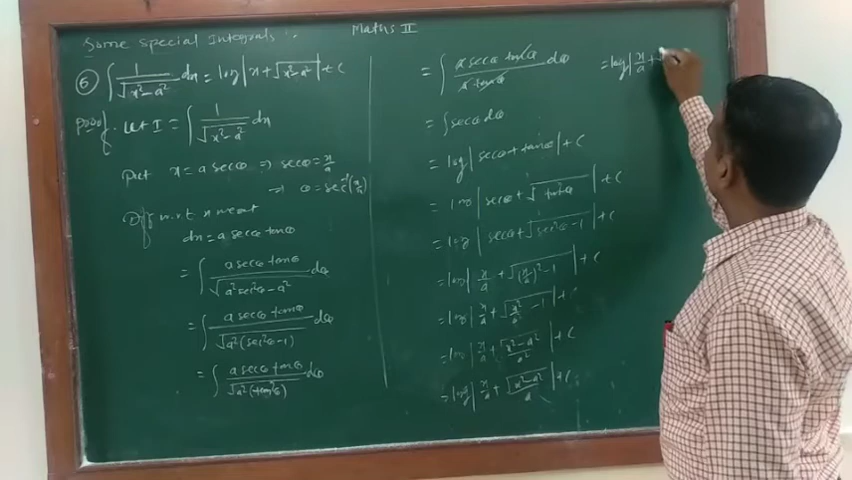 Maths II
Some Special Integrals :-
⑥ ∫ 1/√(x²-a²) dx = log|x+√(x²-a²)|+C
Proof:- Let I = ∫ 1/√(x²-a²) dx
Put x = a secθ ⇒ secθ = x/a
⇒ θ = sec⁻¹(x/a)
Diff w.r.t x we get
dx = a secθ tanθ
= ∫ a secθ tanθ/√(a²sec²θ-a²) dθ
= ∫ a secθ tanθ/√(a²(sec²θ-1)) dθ
= ∫ a secθ tanθ/√(a²(tan²θ)) dθ
= ∫ a secθ tanθ/a tanθ dθ
= ∫ secθ dθ
= log|secθ+tanθ|+C
= log|secθ+√(tan²θ)|+C
= log|secθ+√(sec²θ-1)|+C
= log|x/a+√((x/a)²-1)|+C
= log|x/a+√(x²/a²-1)|+C
= log|x/a+√((x²-a²)/a²)|+C
= log|x/a+√(x²-a²)/a|+C
= log|x/a+